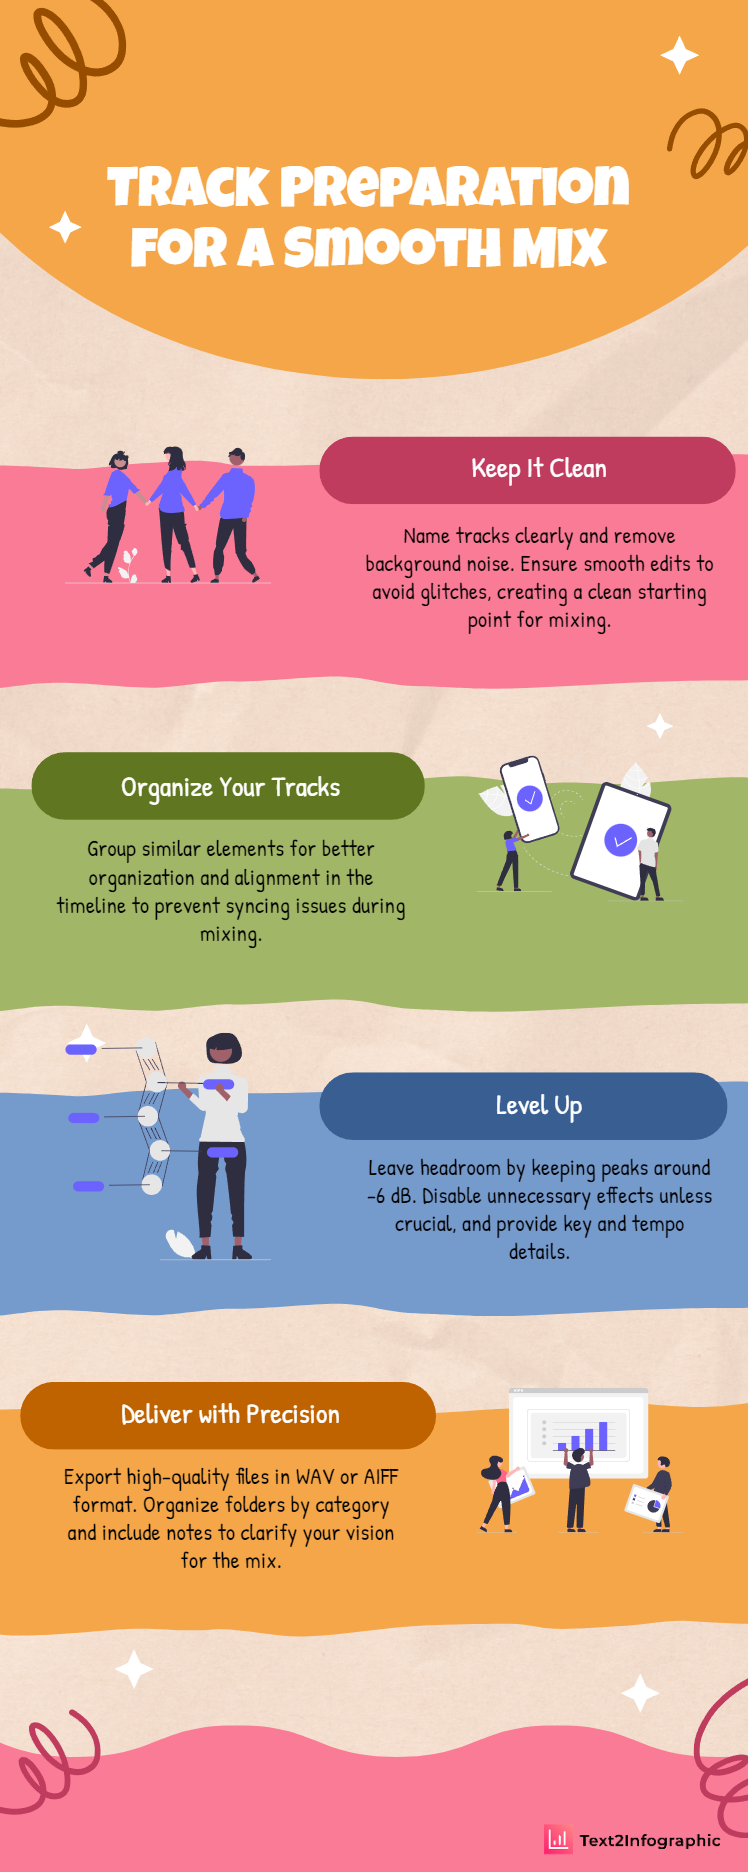 TRACK PREPARATION
FOR A SMOOTH MIX
Keep It Clean
Name tracks clearly and remove
background noise. Ensure smooth edits to
avoid glitches, creating a clean starting
point for mixing.
Organize Your Tracks
Group similar elements for better
organization and alignment in the
timeline to prevent syncing issues during
mixing.
Level Up
Leave headroom by keeping peaks around
-6 dB. Disable unnecessary effects unless
crucial, and provide key and tempo
details.
Deliver with Precision
Export high-quality files in WAV or AIFF
format. Organize folders by category
and include notes to clarify your vision
for the mix.
Text2Infographic